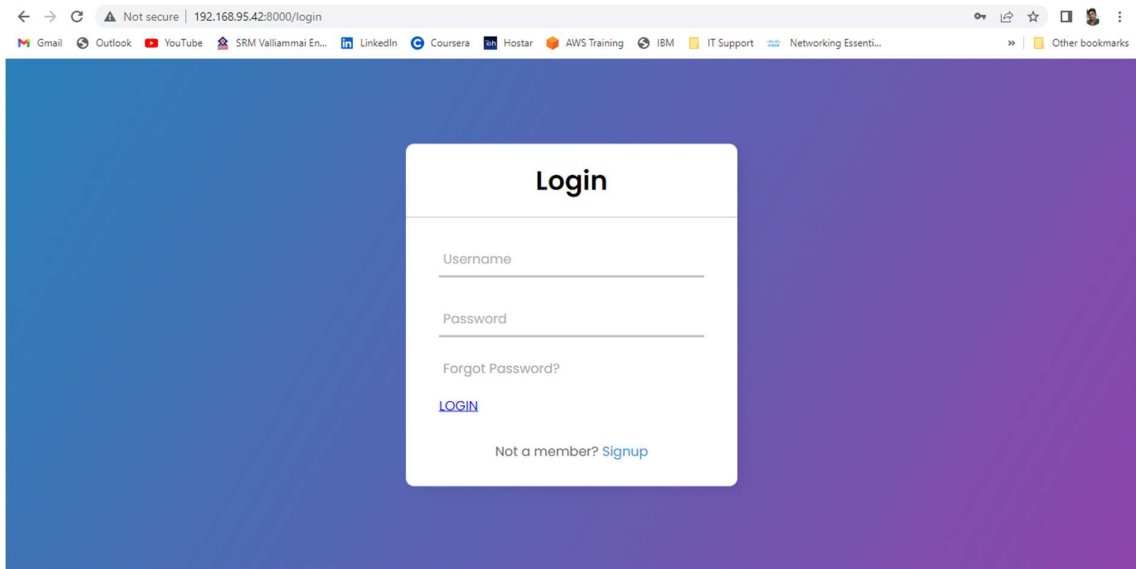 Not secure | 192.168.95.42:8000/login
Gmail Outlook YouTube SRM Valliammai En... LinkedIn Coursera Hostar AWS Training IBM IT Support Networking Essenti... » Other bookmarks
Login
Username
Password
Forgot Password?
LOGIN
Not a member? Signup